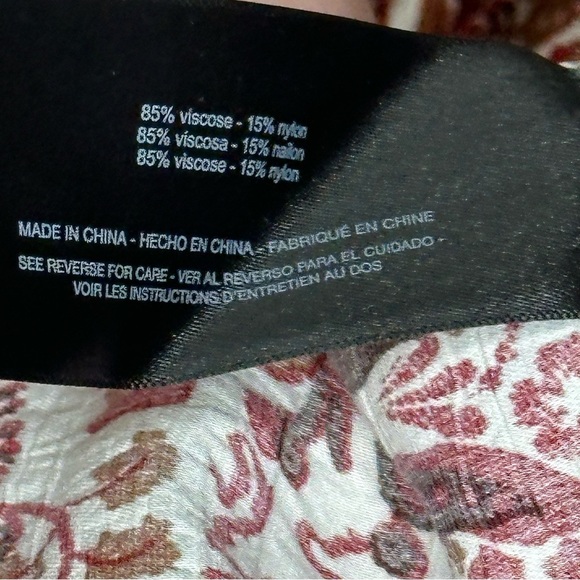 85% viscose - 15% nylon
85% viscosa - 15% nailon
85% viscose - 15% nylon
MADE IN CHINA - HECHO EN CHINA - FABRIQUÉ EN CHINE
SEE REVERSE FOR CARE - VER AL REVERSO PARA EL CUIDADO -
VOIR LES INSTRUCTIONS D'ENTRETIEN AU DOS